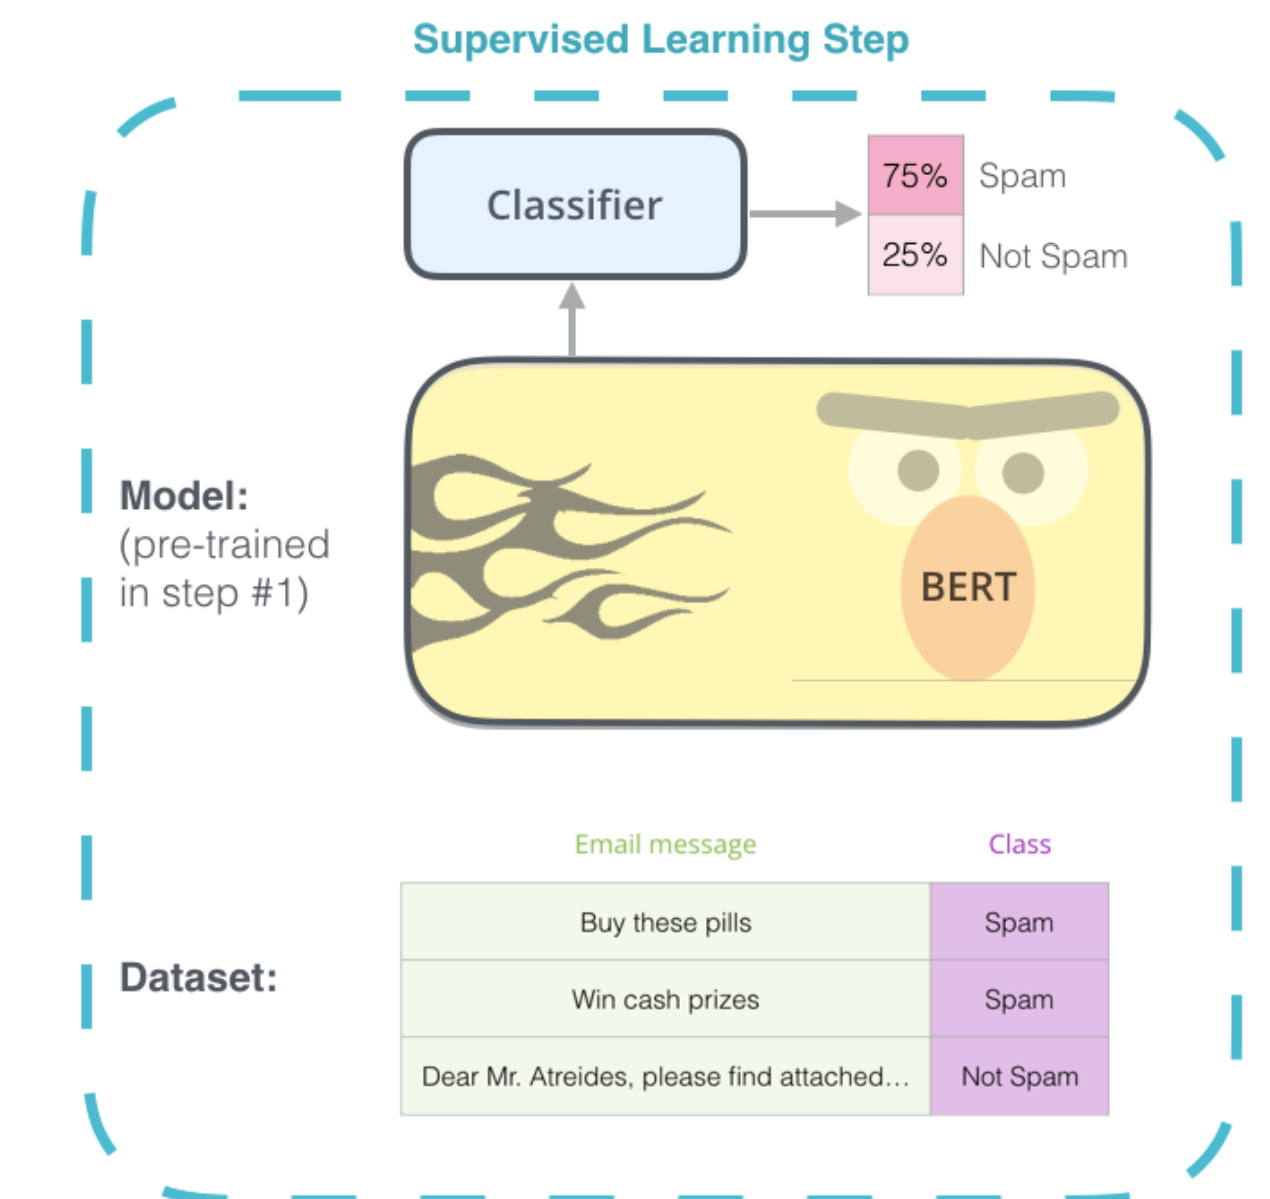 Supervised Learning Step
Classifier
75% Spam
25% Not Spam
Model:
(pre-trained
in step #1)
BERT
Email message Class
Buy these pills Spam
Win cash prizes Spam
Dataset:
Dear Mr. Atreides, please find attached... Not Spam